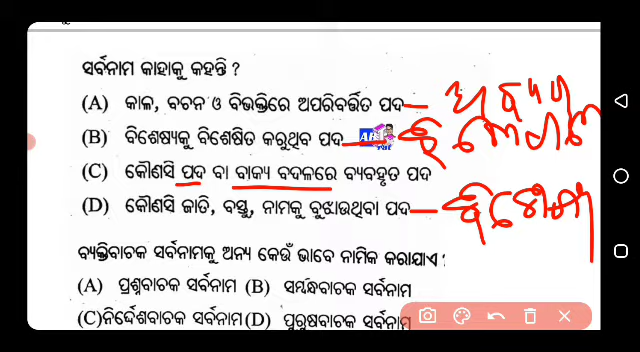 ସର୍ବନାମ କାହାକୁ କହନ୍ତି ?
(A) କାଳ, ବଚନ ଓ ବିଭକ୍ତିରେ ଅପରିବର୍ତ୍ତିତ ପଦ
(B) ବିଶେଷ୍ୟକୁ ବିଶେଷିତ କରୁଥିବ ପଦ
(C) କୌଣସି ପଦ ବା ବାକ୍ୟ ବଦଳରେ ବ୍ୟବହୃତ ପଦ
(D) କୌଣସି ଜାତି, ବସ୍ତୁ, ନାମକୁ ବୁଝାଉଥିବା ପଦ
ବ୍ୟକ୍ତିବାଚକ ସର୍ବନାମକୁ ଅନ୍ୟ କେଉଁ ଭାବେ ନାମିକ କରାଯାଏ ?
(A) ପ୍ରଶ୍ନବାଚକ ସର୍ବନାମ (B) ସମ୍ବନ୍ଧବାଚକ ସର୍ବନାମ
(C) ନିର୍ଦ୍ଦେଶବାଚକ ସର୍ବନାମ (D) ପୁରୁଷବାଚକ ସର୍ବନାମ